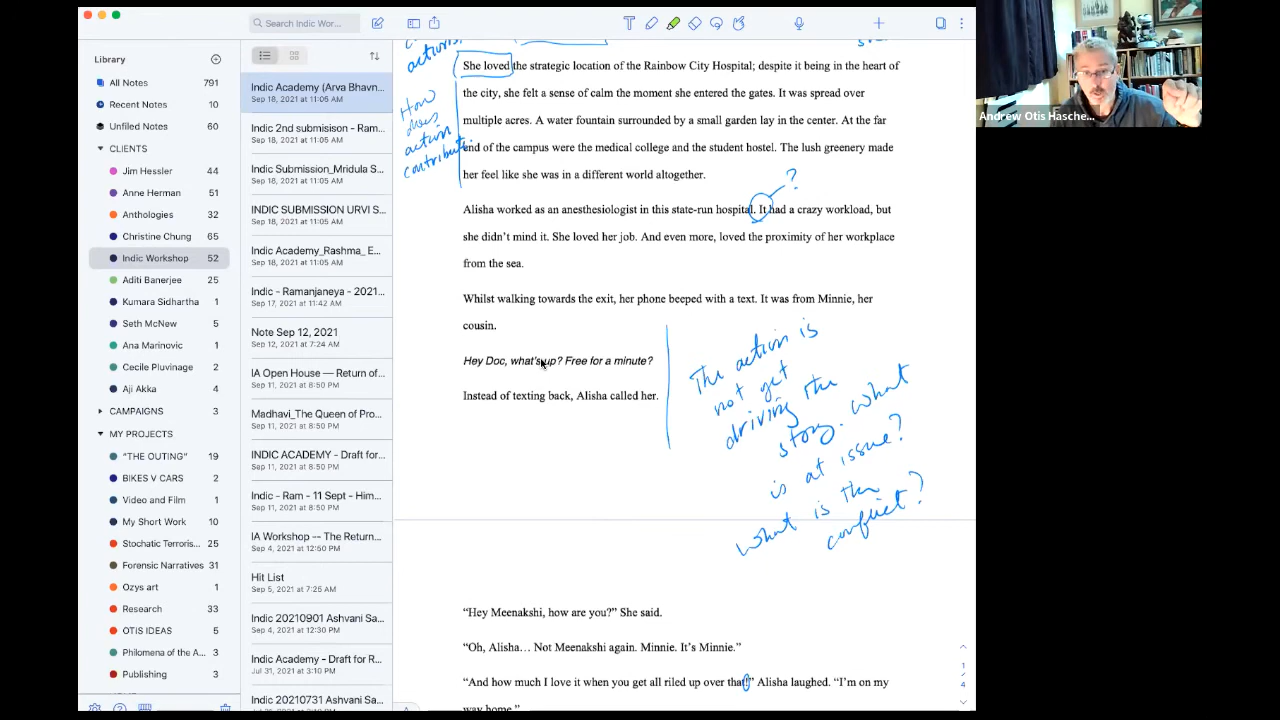 Search Indic Wor...
Library
All Notes 791
Recent Notes 10
Unfiled Notes 60
CLIENTS
Jim Hessler 44
Anne Herman 51
Anthologies 32
Christine Chung 65
Indic Workshop 52
Aditi Banerjee 25
Kumara Sidhartha 1
Seth McNew 5
Ana Marinovic 1
Cecile Pluvinage 2
Aji Akka 4
CAMPAIGNS 3
MY PROJECTS
“THE OUTING” 19
BIKES V CARS 2
Video and Film 1
My Short Work 10
Stochatic Terroris... 25
Forensic Narratives 31
Ozys art 1
Research 33
OTIS IDEAS 5
Philomena of the A... 3
Publishing 3
Indic Academy (Arva Bhavn...
Sep 18, 2021 at 11:05 AM
Indic 2nd submisison - Ram...
Sep 18, 2021 at 11:05 AM
Indic Submission_Mridula S...
Sep 18, 2021 at 11:05 AM
INDIC SUBMISSION URVI S...
Sep 18, 2021 at 11:05 AM
Indic Academy_Rashma_ E...
Sep 18, 2021 at 11:05 AM
Indic - Ramanjaneya - 2021...
Sep 17, 2021 at 11:42 AM
Note Sep 12, 2021
Sep 12, 2021 at 7:24 AM
IA Open House — Return of...
Sep 11, 2021 at 8:50 PM
Madhavi_The Queen of Pro...
Sep 11, 2021 at 8:50 PM
INDIC ACADEMY - Draft for...
Sep 11, 2021 at 8:50 PM
Indic - Ram - 11 Sept - Him...
Sep 11, 2021 at 8:50 PM
IA Workshop -- The Return...
Sep 4, 2021 at 12:50 PM
Hit List
Sep 5, 2021 at 7:26 AM
Indic 20210901 Ashvani Sa...
Sep 4, 2021 at 12:30 PM
Indic Academy - Draft for R...
Jul 31, 2021 at 3:10 PM
Indic 20210731 Ashvani Sa...
She loved the strategic location of the Rainbow City Hospital; despite it being in the heart of
the city, she felt a sense of calm the moment she entered the gates. It was spread over
multiple acres. A water fountain surrounded by a small garden lay in the center. At the far
end of the campus were the medical college and the student hostel. The lush greenery made
her feel like she was in a different world altogether.
How
does
action
contribute
?
Alisha worked as an anesthesiologist in this state-run hospital. It had a crazy workload, but
she didn’t mind it. She loved her job. And even more, loved the proximity of her workplace
from the sea.
Whilst walking towards the exit, her phone beeped with a text. It was from Minnie, her
cousin.
Hey Doc, what’s up? Free for a minute?
Instead of texting back, Alisha called her.
The action is
not yet
driving the
story. What
is at issue?
What is the
conflict?
“Hey Meenakshi, how are you?” She said.
“Oh, Alisha… Not Meenakshi again. Minnie. It’s Minnie.”
“And how much I love it when you get all riled up over that!” Alisha laughed. “I’m on my
way home.”
1
4
Andrew Otis Hasche...